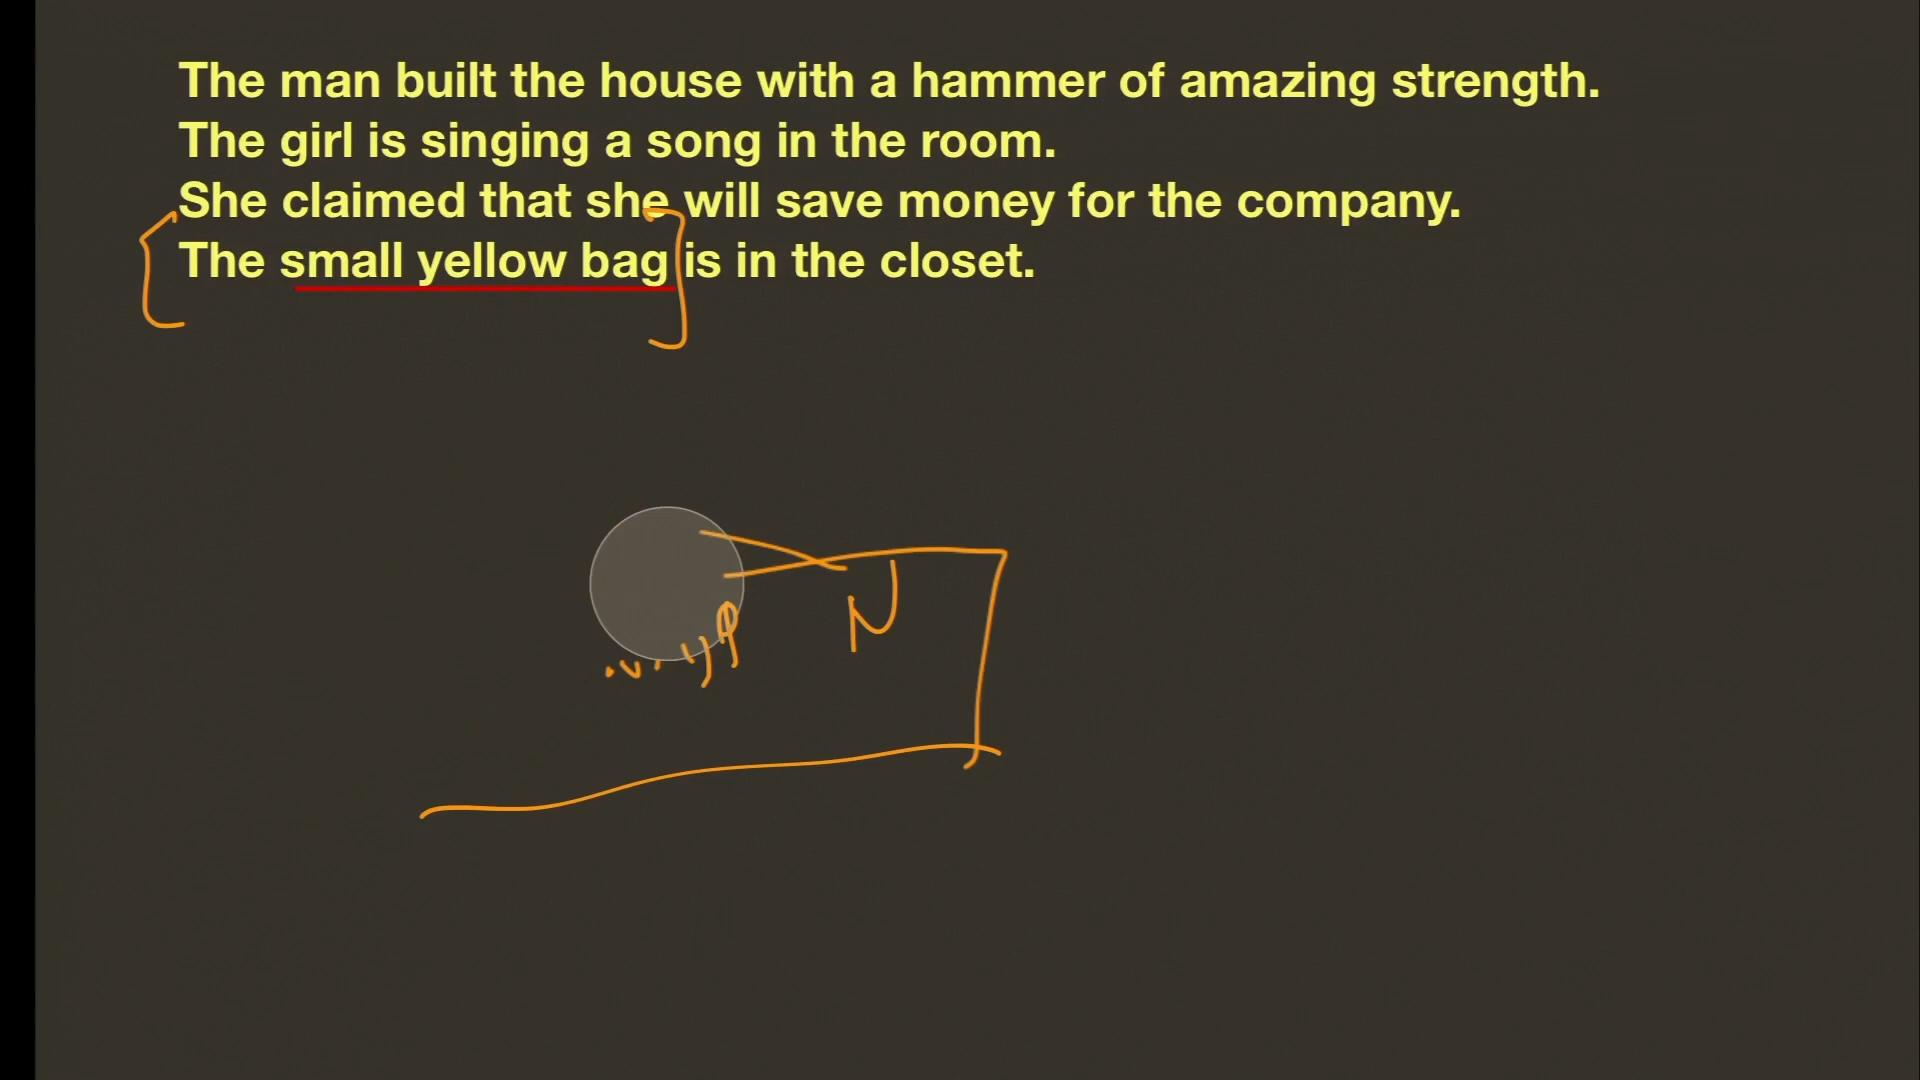 The man built the house with a hammer of amazing strength.
The girl is singing a song in the room.
She claimed that she will save money for the company.
The small yellow bag is in the closet.
N